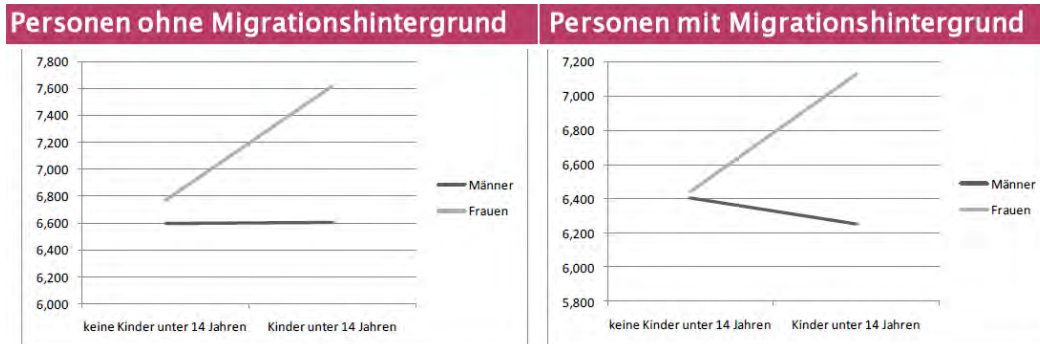 Personen ohne Migrationshintergrund
7,800
7,600
7,400
7,200
7,000
6,800
6,600
6,400
6,200
6,000
keine Kinder unter 14 Jahren Kinder unter 14 Jahren
Männer
Frauen
Personen mit Migrationshintergrund
7,200
7,000
6,800
6,600
6,400
6,200
6,000
5,800
keine Kinder unter 14 Jahren Kinder unter 14 Jahren
Männer
Frauen